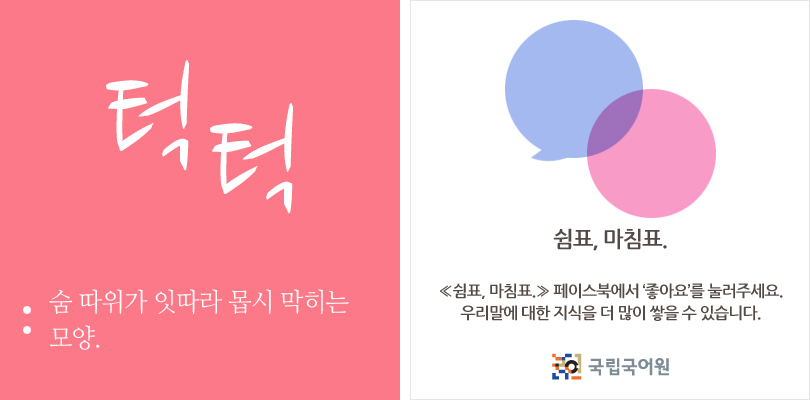 턱턱
: 숨 따위가 잇따라 몹시 막히는
모양.
쉼표, 마침표.
≪쉼표, 마침표.≫ 페이스북에서 ‘좋아요’를 눌러주세요.
우리말에 대한 지식을 더 많이 쌓을 수 있습니다.
국립국어원